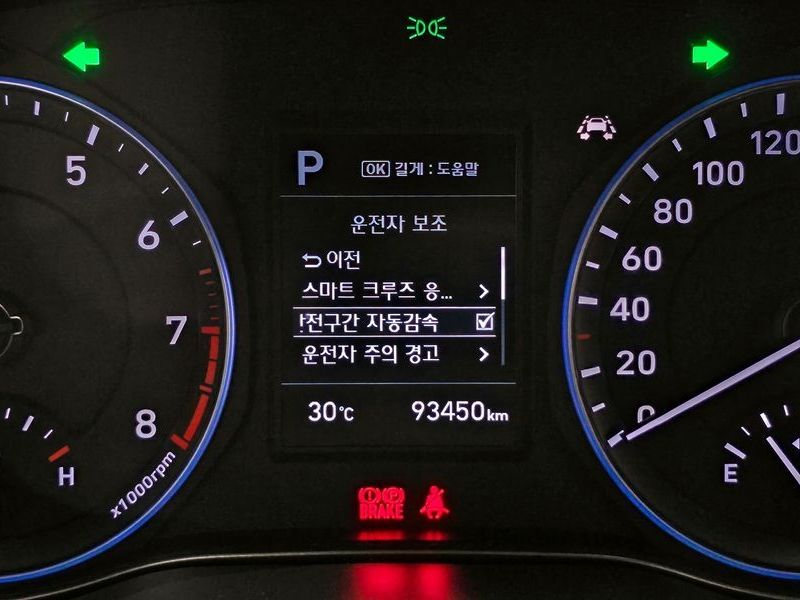 P
OK 길게 : 도움말
운전자 보조
이전
스마트 크루즈 응...
전구간 자동감속
운전자 주의 경고
30℃ 93450km
5
6
7
8
H
x1000rpm
120
100
80
60
40
20
0
E
BRAKE